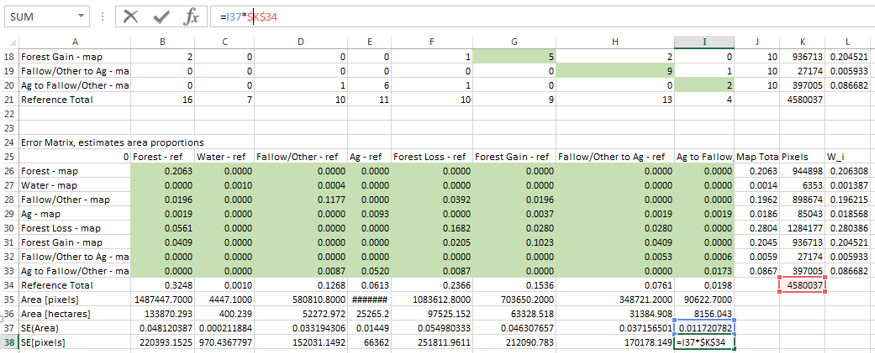 SUM =I37*$K$34
A B C D E F G H I J K L
18 Forest Gain - map 2 0 0 0 1 5 2 0 10 936713 0.204521
19 Fallow/Other to Ag - ma 0 0 0 0 0 0 9 1 10 27174 0.005933
20 Ag to Fallow/Other - ma 0 0 1 6 1 0 0 2 10 397005 0.086682
21 Reference Total 16 7 10 11 10 9 13 4 4580037
22
23
24 Error Matrix, estimates area proportions
25 0 Forest - ref Water - ref Fallow/Other - ref Ag - ref Forest Loss - ref Forest Gain - ref Fallow/Other to Ag - ref Ag to Fallow, Map Tota Pixels W_i
26 Forest - map 0.2063 0.0000 0.0000 0.0000 0.0000 0.0000 0.0000 0.0000 0.2063 944898 0.206308
27 Water - map 0.0000 0.0010 0.0004 0.0000 0.0000 0.0000 0.0000 0.0000 0.0014 6353 0.001387
28 Fallow/Other - map 0.0196 0.0000 0.1177 0.0000 0.0392 0.0196 0.0000 0.0000 0.1962 898674 0.196215
29 Ag - map 0.0019 0.0000 0.0000 0.0093 0.0000 0.0037 0.0019 0.0019 0.0186 85043 0.018568
30 Forest Loss - map 0.0561 0.0000 0.0000 0.0000 0.1682 0.0280 0.0280 0.0000 0.2804 1284177 0.280386
31 Forest Gain - map 0.0409 0.0000 0.0000 0.0000 0.0205 0.1023 0.0409 0.0000 0.2045 936713 0.204521
32 Fallow/Other to Ag - ma 0.0000 0.0000 0.0000 0.0000 0.0000 0.0000 0.0053 0.0006 0.0059 27174 0.005933
33 Ag to Fallow/Other - ma 0.0000 0.0000 0.0087 0.0520 0.0087 0.0000 0.0000 0.0173 0.0867 397005 0.086682
34 Reference Total 0.3248 0.0010 0.1268 0.0613 0.2366 0.1536 0.0761 0.0198 4580037
35 Area [pixels] 1487447.7000 4447.1000 580810.8000 ####### 1083612.8000 703650.2000 348721.2000 90622.7000
36 Area [hectares] 133870.293 400.239 52272.972 25265.2 97525.152 63328.518 31384.908 8156.043
37 SE(Area) 0.048120387 0.000211884 0.033194306 0.01449 0.054980333 0.046307657 0.037156501 0.011720782
38 SE[pixels] 220393.1525 970.4367797 152031.1492 66362 251811.9611 212090.783 170178.149 =I37*$K$34